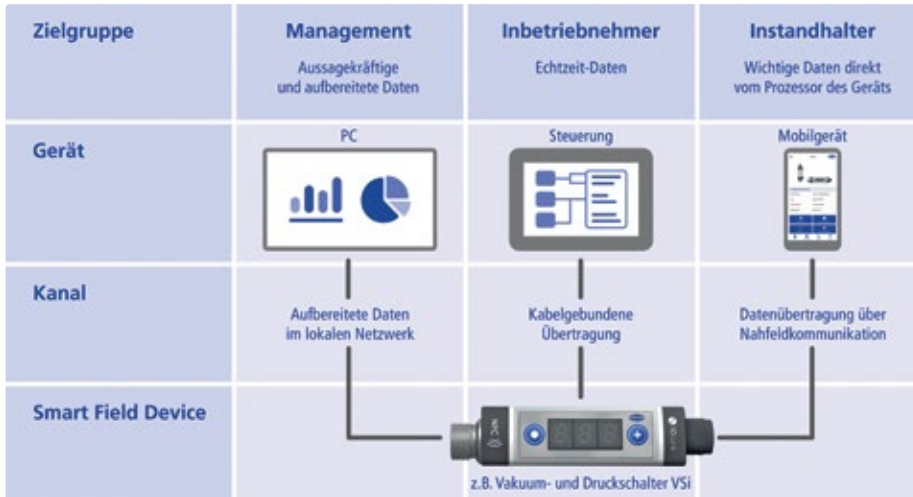 Zielgruppe
Management
Aussagekräftige
und aufbereitete Daten
Inbetriebnehmer
Echtzeit-Daten
Instandhalter
Wichtige Daten direkt
vom Prozessor des Geräts
Gerät
PC
Steuerung
Mobilgerät
Kanal
Aufbereitete Daten
im lokalen Netzwerk
Kabelgebundene
Übertragung
Datenübertragung über
Nahfeldkommunikation
Smart Field Device
NFC
z.B. Vakuum- und Druckschalter VSi